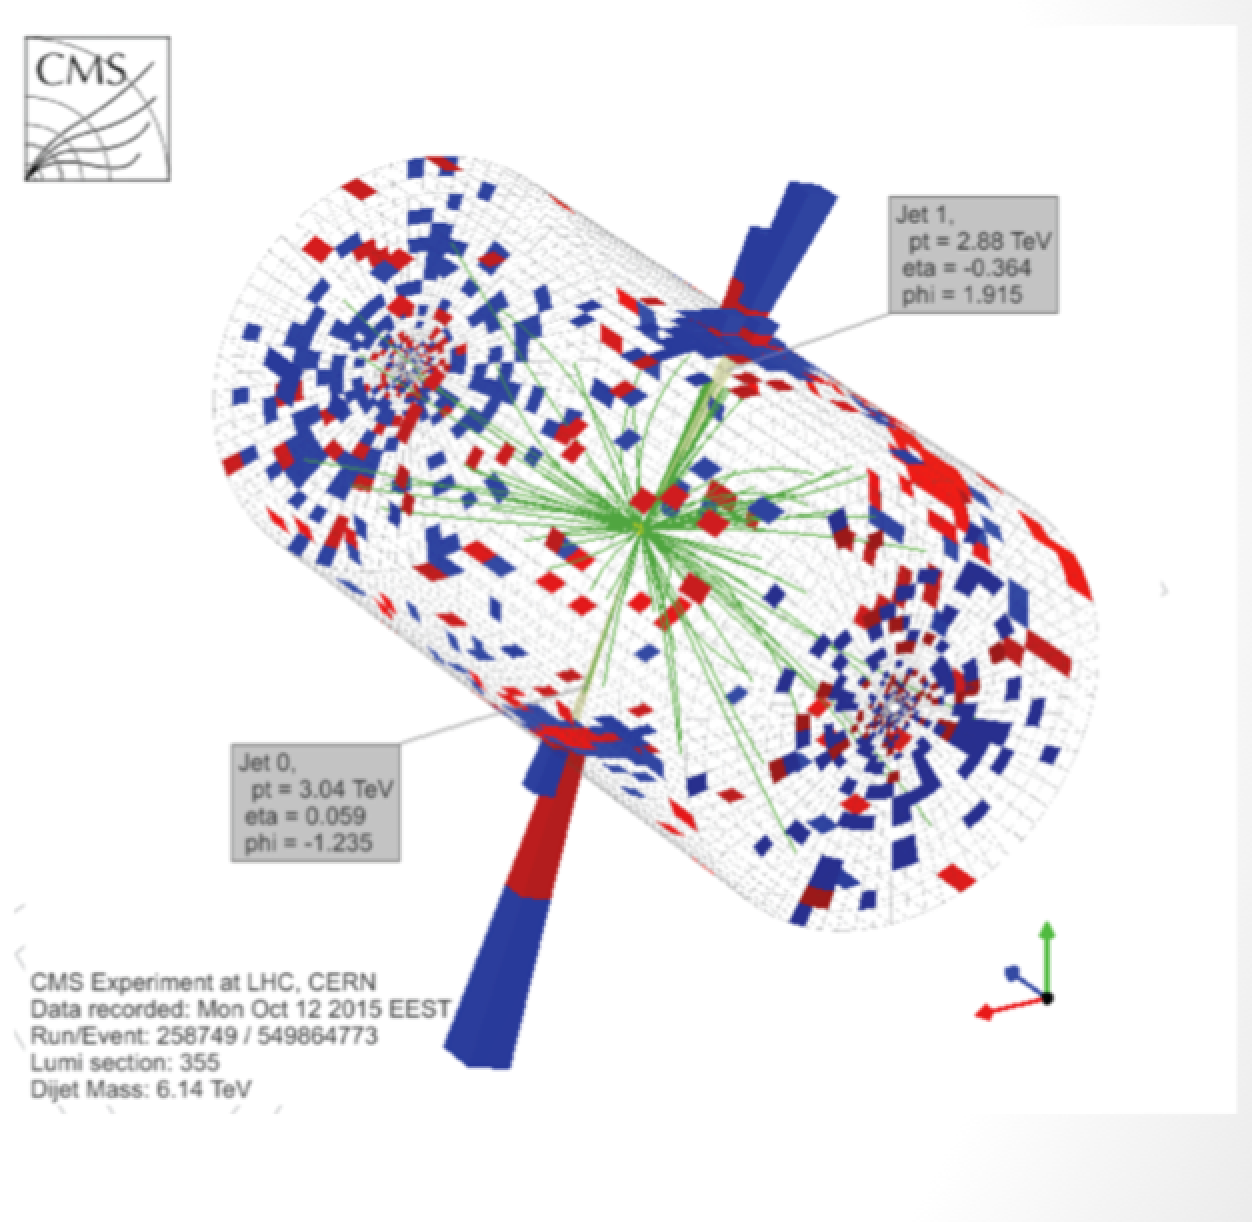 CMS
Jet 1,
pt = 2.88 TeV
eta = -0.364
phi = 1.915
Jet 0,
pt = 3.04 TeV
eta = 0.059
phi = -1.235
CMS Experiment at LHC, CERN
Data recorded: Mon Oct 12 2015 EEST
Run/Event: 258749 / 549864773
Lumi section: 355
Dijet Mass: 6.14 TeV